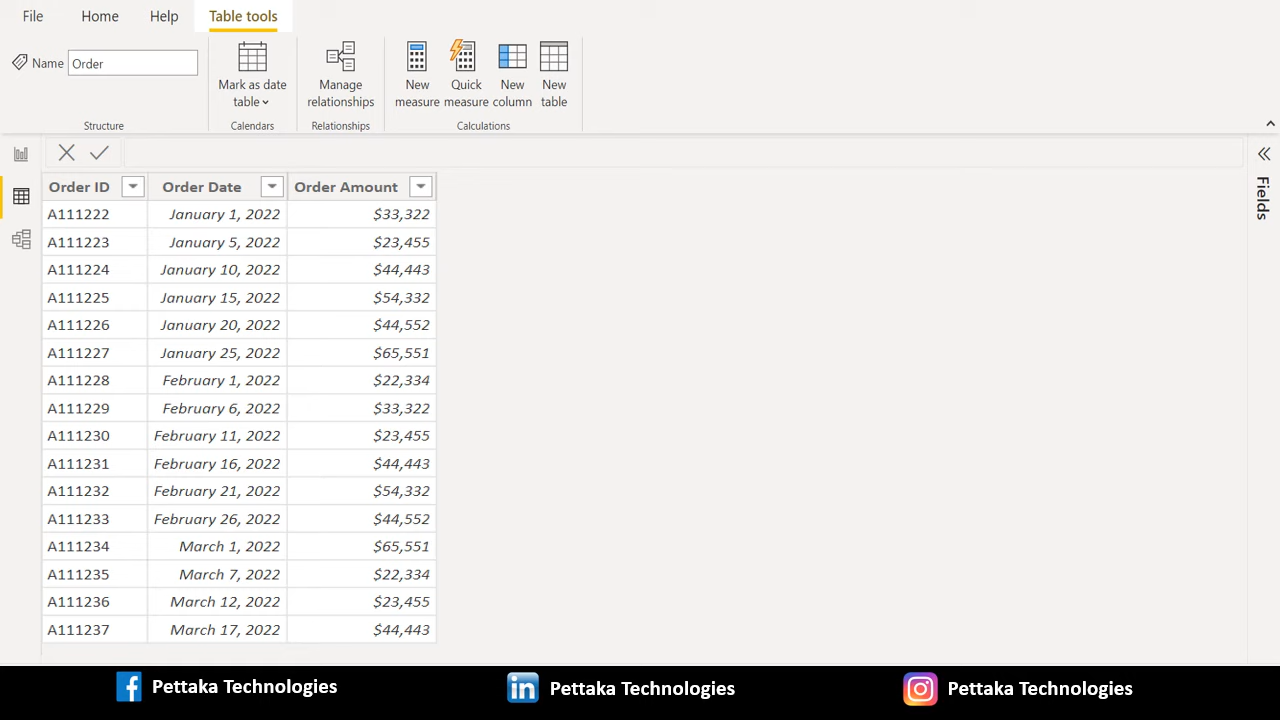 File Home Help Table tools
Name Order
Mark as date table
Manage relationships
New measure
Quick measure
New column
New table
Structure Calendars Relationships Calculations
Fields
Order ID Order Date Order Amount
A111222 January 1, 2022 $33,322
A111223 January 5, 2022 $23,455
A111224 January 10, 2022 $44,443
A111225 January 15, 2022 $54,332
A111226 January 20, 2022 $44,552
A111227 January 25, 2022 $65,551
A111228 February 1, 2022 $22,334
A111229 February 6, 2022 $33,322
A111230 February 11, 2022 $23,455
A111231 February 16, 2022 $44,443
A111232 February 21, 2022 $54,332
A111233 February 26, 2022 $44,552
A111234 March 1, 2022 $65,551
A111235 March 7, 2022 $22,334
A111236 March 12, 2022 $23,455
A111237 March 17, 2022 $44,443
Pettaka Technologies Pettaka Technologies Pettaka Technologies